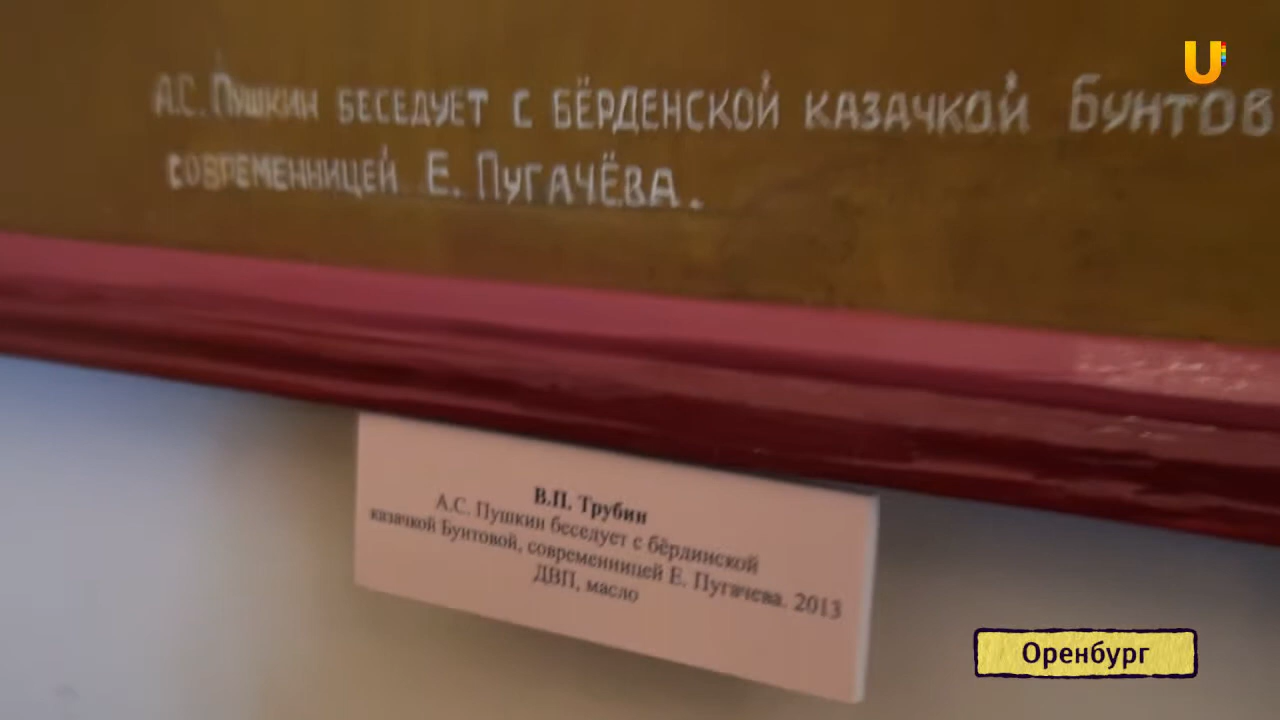 U
А.С. Пушкин беседует с бёрденской казачкой Бунтов
современницей Е. Пугачёва.
В.П. Трубин
А.С. Пушкин беседует с бёрдинской
казачкой Бунтовой, современницей Е. Пугачева. 2013
ДВП, масло
Оренбург